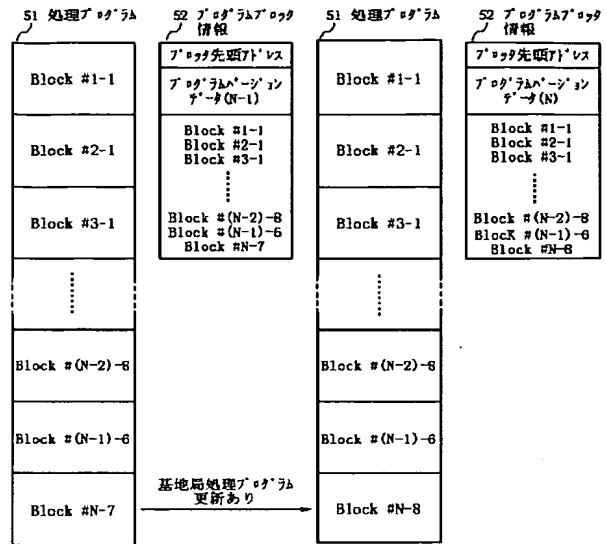 51 処理プログラム
Block #1-1
Block #2-1
Block #3-1
Block #(N-2)-8
Block #(N-1)-6
Block #N-7
52 プログラムブロック
情報
ブロック先頭アドレス
プログラムバージョン
データ(N-1)
Block #1-1
Block #2-1
Block #3-1
Block #(N-2)-8
Block #(N-1)-6
Block #N-7
基地局処理プログラム
更新あり
51 処理プログラム
Block #1-1
Block #2-1
Block #3-1
Block #(N-2)-8
Block #(N-1)-6
Block #N-8
52 プログラムブロック
情報
ブロック先頭アドレス
プログラムバージョン
データ(N)
Block #1-1
Block #2-1
Block #3-1
Block #(N-2)-8
BlocK #(N-1)-6
Block #N-8